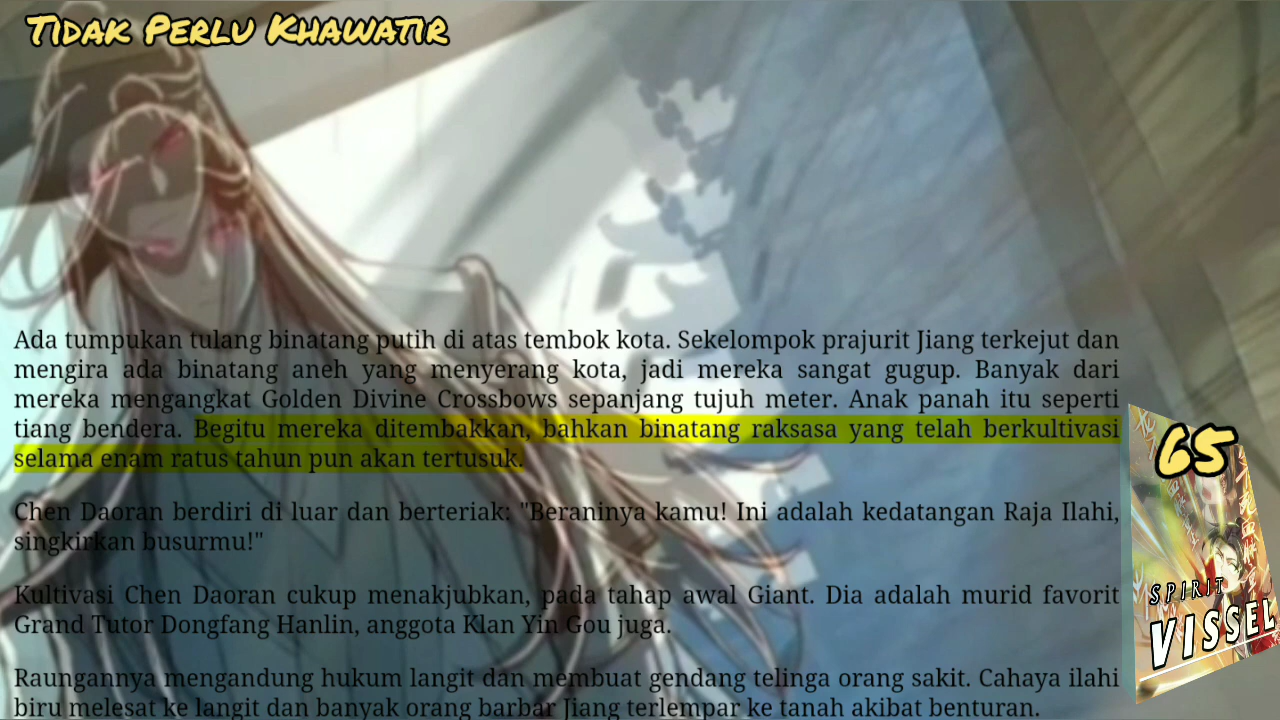 Tidak Perlu Khawatir
Ada tumpukan tulang binatang putih di atas tembok kota. Sekelompok prajurit Jiang terkejut dan
mengira ada binatang aneh yang menyerang kota, jadi mereka sangat gugup. Banyak dari
mereka mengangkat Golden Divine Crossbows sepanjang tujuh meter. Anak panah itu seperti
tiang bendera. Begitu mereka ditembakkan, bahkan binatang raksasa yang telah berkultivasi
selama enam ratus tahun pun akan tertusuk.
Chen Daoran berdiri di luar dan berteriak: "Beraninya kamu! Ini adalah kedatangan Raja Ilahi,
singkirkan busurmu!"
Kultivasi Chen Daoran cukup menakjubkan, pada tahap awal Giant. Dia adalah murid favorit
Grand Tutor Dongfang Hanlin, anggota Klan Yin Gou juga.
Raungannya mengandung hukum langit dan membuat gendang telinga orang sakit. Cahaya ilahi
biru melesat ke langit dan banyak orang barbar Jiang terlempar ke tanah akibat benturan.
65
SPIRIT
VISSEL